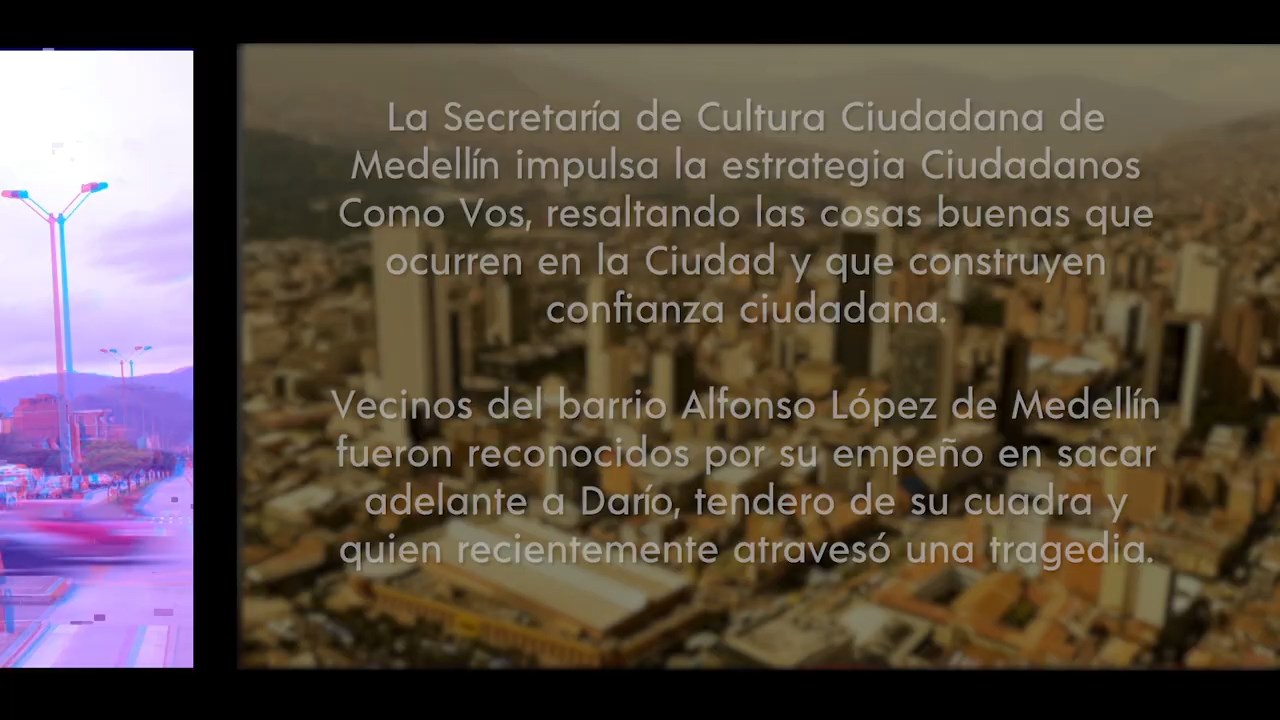 La Secretaría de Cultura Ciudadana de
Medellín impulsa la estrategia Ciudadanos
Como Vos, resaltando las cosas buenas que
ocurren en la Ciudad y que construyen
confianza ciudadana.
Vecinos del barrio Alfonso López de Medellín
fueron reconocidos por su empeño en sacar
adelante a Darío, tendero de su cuadra y
quien recientemente atravesó una tragedia.